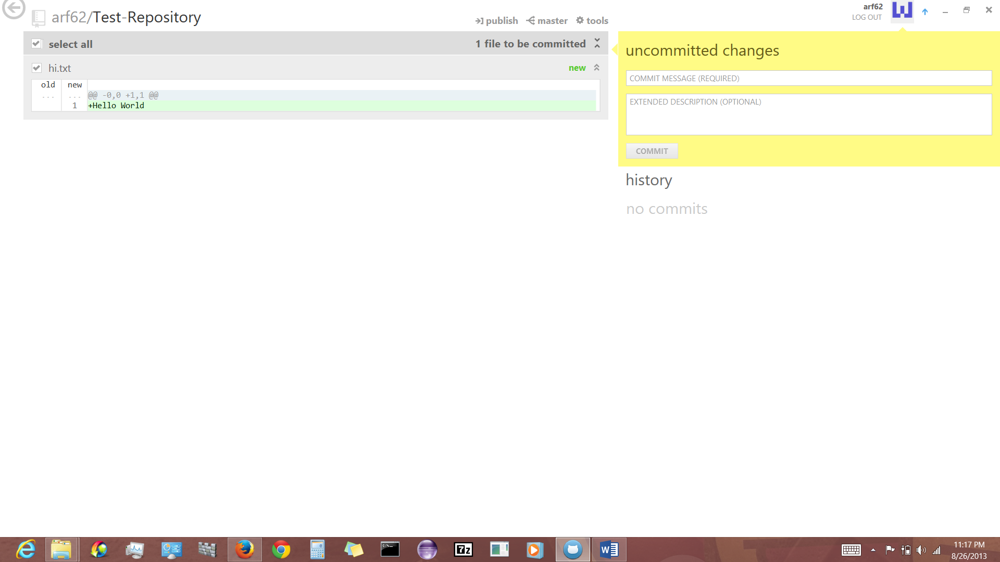 arf62/Test-Repository
publish master tools
arf62
LOG OUT
select all
1 file to be committed
hi.txt
new
old new
... ... @@ -0,0 +1,1 @@
1 +Hello World
uncommitted changes
COMMIT MESSAGE (REQUIRED)
EXTENDED DESCRIPTION (OPTIONAL)
COMMIT
history
no commits
7z
11:17 PM
8/26/2013